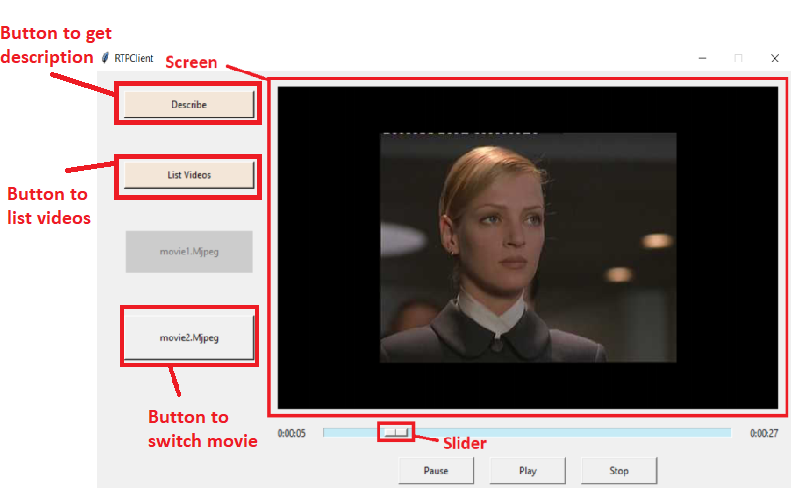 Button to get
description
RTPClient
Screen
Describe
List Videos
Button to
list videos
movie1.Mjpeg
movie2.Mjpeg
Button to
switch movie
0:00:05
0:00:27
Slider
Pause
Play
Stop